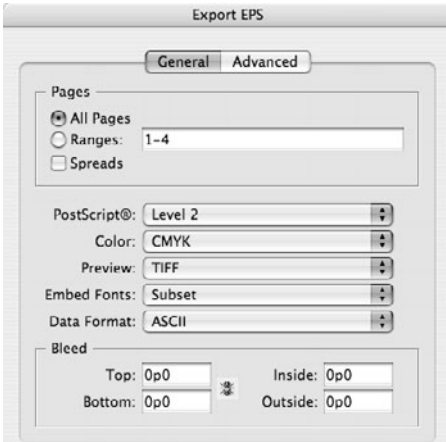 Export EPS
General Advanced
Pages
All Pages
Ranges: 1–4
Spreads
PostScript®: Level 2
Color: CMYK
Preview: TIFF
Embed Fonts: Subset
Data Format: ASCII
Bleed
Top: 0p0 Inside: 0p0
Bottom: 0p0 Outside: 0p0